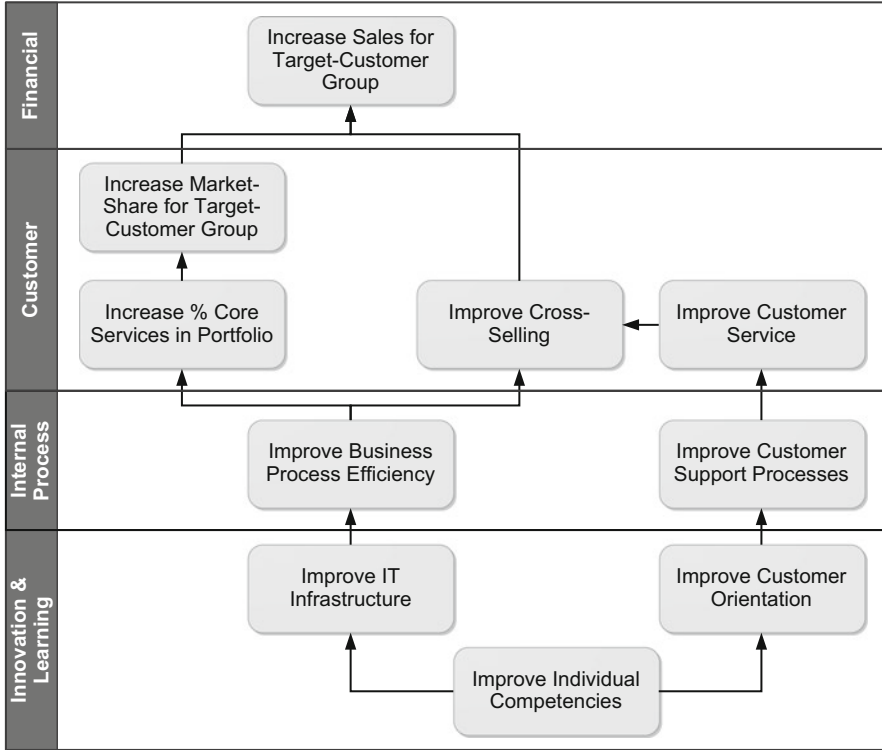 Financial
Increase Sales for
Target-Customer
Group
Customer
Increase Market-
Share for Target-
Customer Group
Increase % Core
Services in Portfolio
Improve Cross-
Selling
Improve Customer
Service
Internal
Process
Improve Business
Process Efficiency
Improve Customer
Support Processes
Innovation &
Learning
Improve IT
Infrastructure
Improve Customer
Orientation
Improve Individual
Competencies